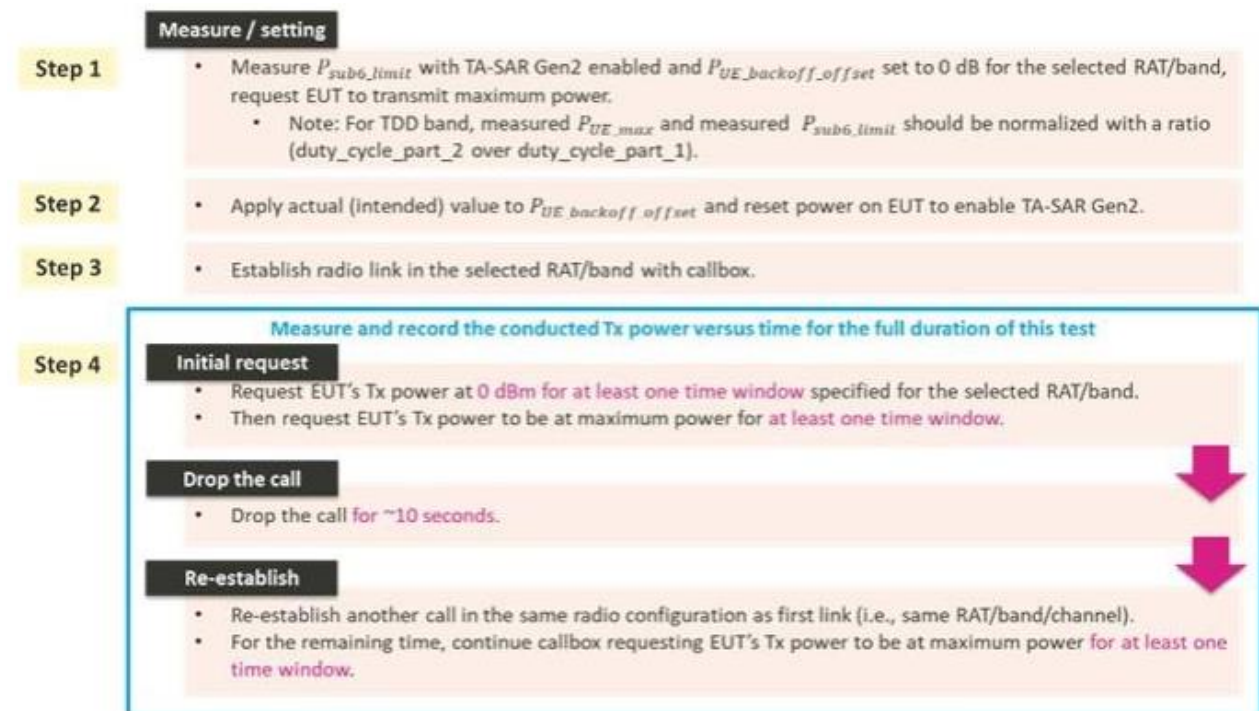 Measure / setting
Step 1
• Measure P_sub6_limit with TA-SAR Gen2 enabled and P_UE_backoff_offset set to 0 dB for the selected RAT/band,
request EUT to transmit maximum power.
• Note: For TDD band, measured P_UE_max and measured P_sub6_limit should be normalized with a ratio
(duty_cycle_part_2 over duty_cycle_part_1).
Step 2
• Apply actual (intended) value to P_UE_backoff_offset and reset power on EUT to enable TA-SAR Gen2.
Step 3
• Establish radio link in the selected RAT/band with callbox.
Measure and record the conducted Tx power versus time for the full duration of this test
Step 4
Initial request
• Request EUT's Tx power at 0 dBm for at least one time window specified for the selected RAT/band.
• Then request EUT's Tx power to be at maximum power for at least one time window.
Drop the call
• Drop the call for ~10 seconds.
Re-establish
• Re-establish another call in the same radio configuration as first link (i.e., same RAT/band/channel).
• For the remaining time, continue callbox requesting EUT's Tx power to be at maximum power for at least one
time window.